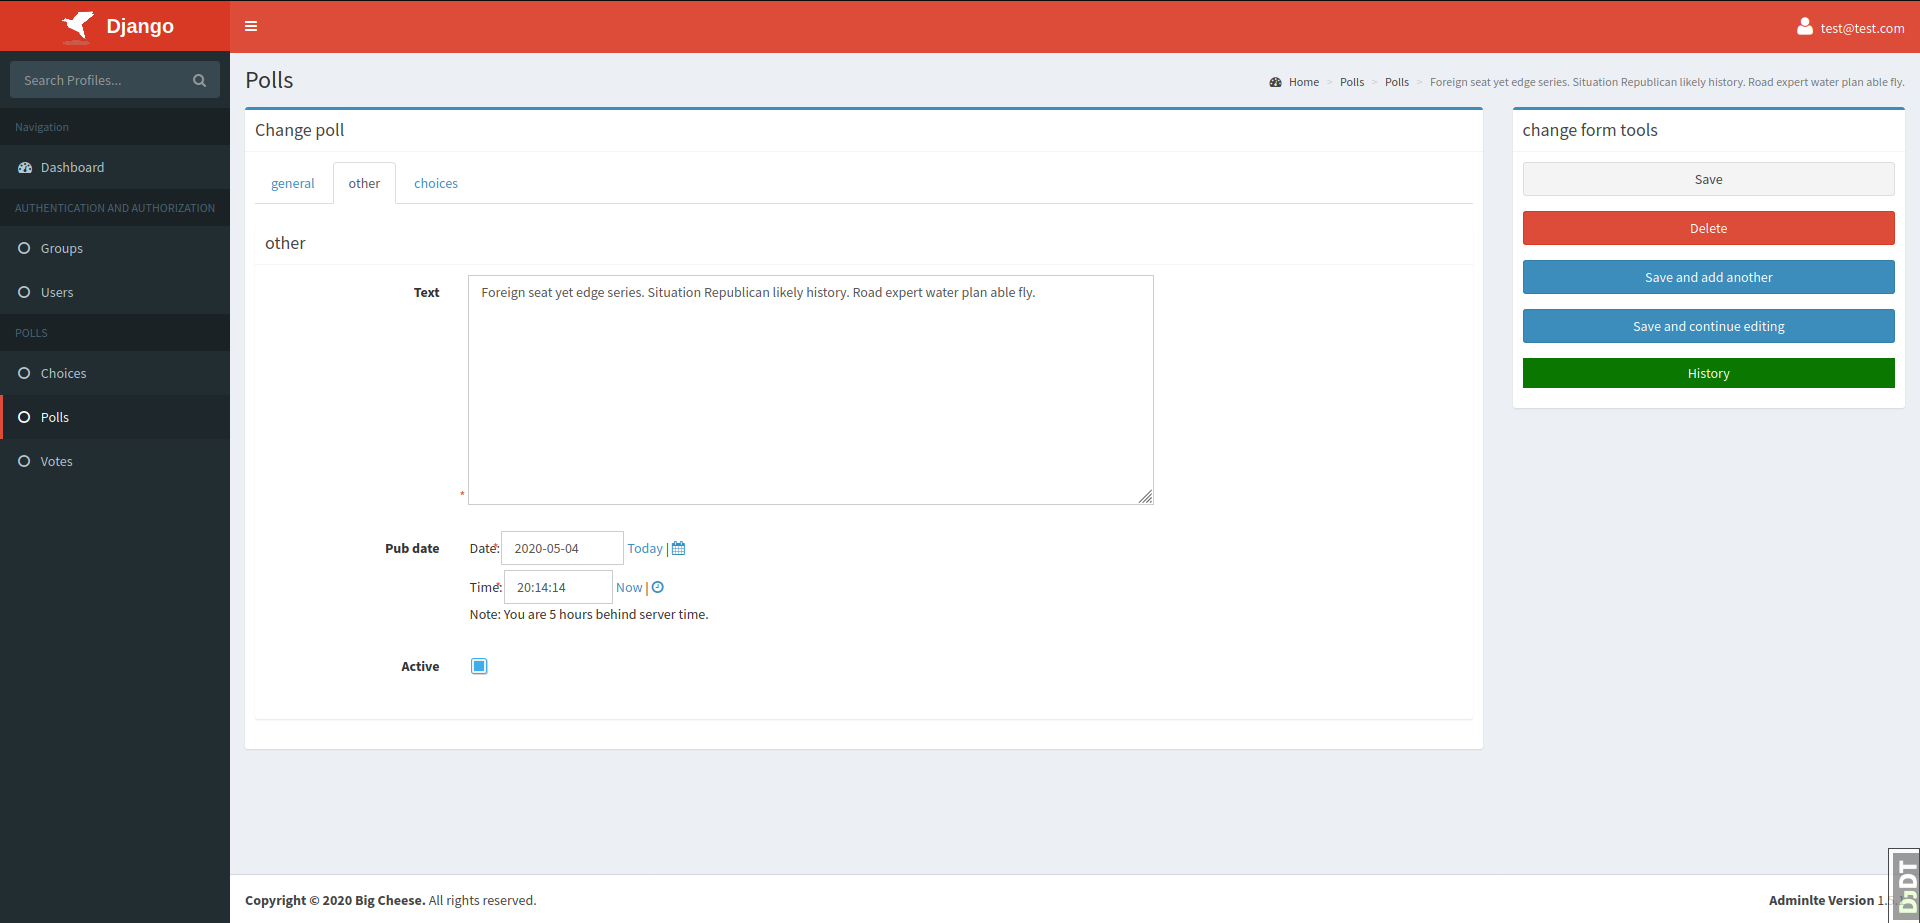 Django
test@test.com
Search Profiles...
Navigation
Dashboard
AUTHENTICATION AND AUTHORIZATION
Groups
Users
POLLS
Choices
Polls
Votes
Polls
Home > Polls > Polls > Foreign seat yet edge series. Situation Republican likely history. Road expert water plan able fly.
Change poll
general other choices
other
Text
Foreign seat yet edge series. Situation Republican likely history. Road expert water plan able fly.
*
Pub date
Date:* 2020-05-04 Today |
Time:* 20:14:14 Now |
Note: You are 5 hours behind server time.
Active
change form tools
Save
Delete
Save and add another
Save and continue editing
History
Copyright © 2020 Big Cheese. All rights reserved.
Adminlte Version
DjDT